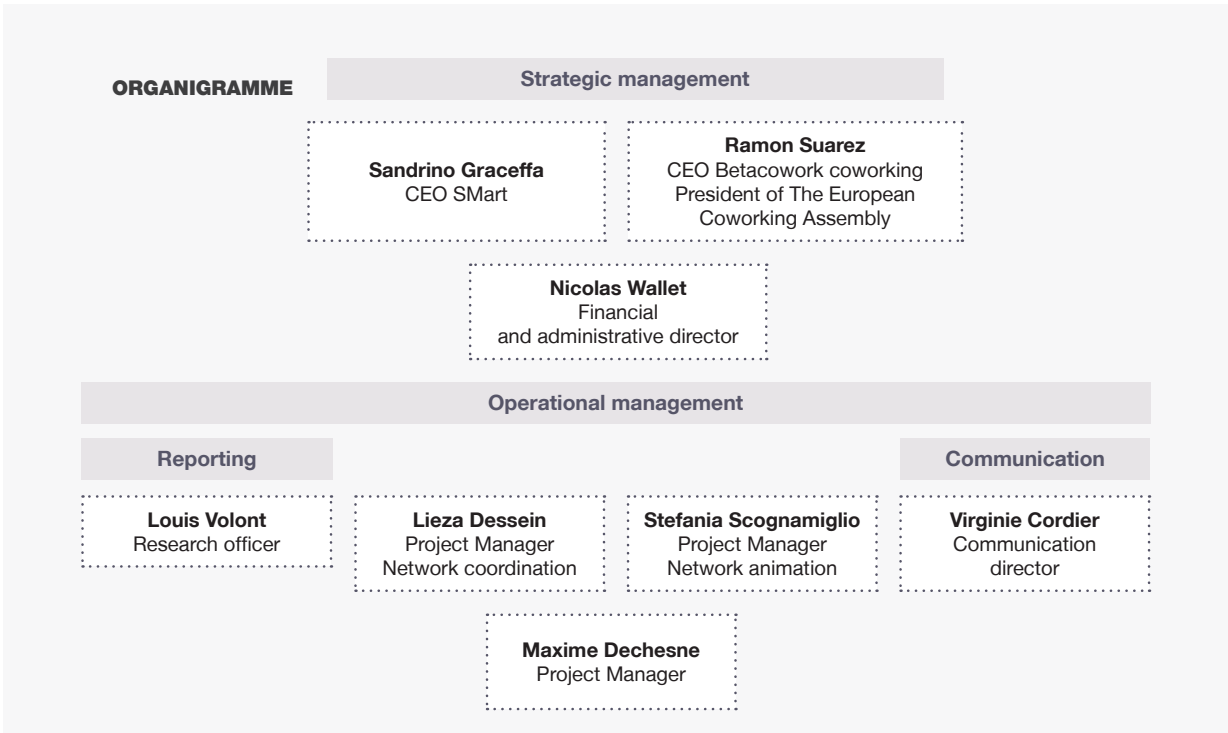 ORGANIGRAMME
Strategic management
Sandrino Graceffa
CEO SMart
Ramon Suarez
CEO Betacowork coworking
President of The European
Coworking Assembly
Nicolas Wallet
Financial
and administrative director
Operational management
Reporting
Communication
Louis Volont
Research officer
Lieza Dessein
Project Manager
Network coordination
Stefania Scognamiglio
Project Manager
Network animation
Virginie Cordier
Communication
director
Maxime Dechesne
Project Manager